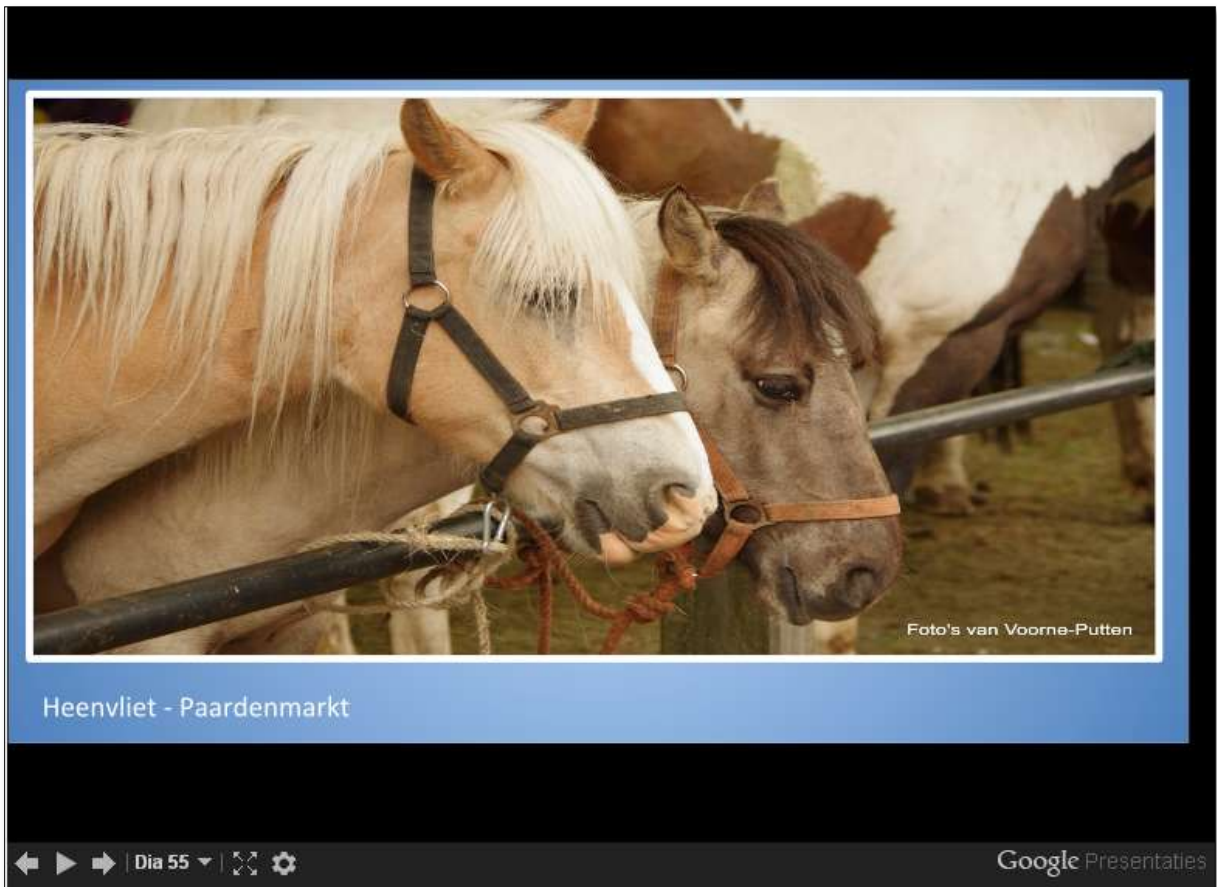 Foto's van Voorne-Putten
Heenvliet - Paardenmarkt
Dia 55
Google Presentaties